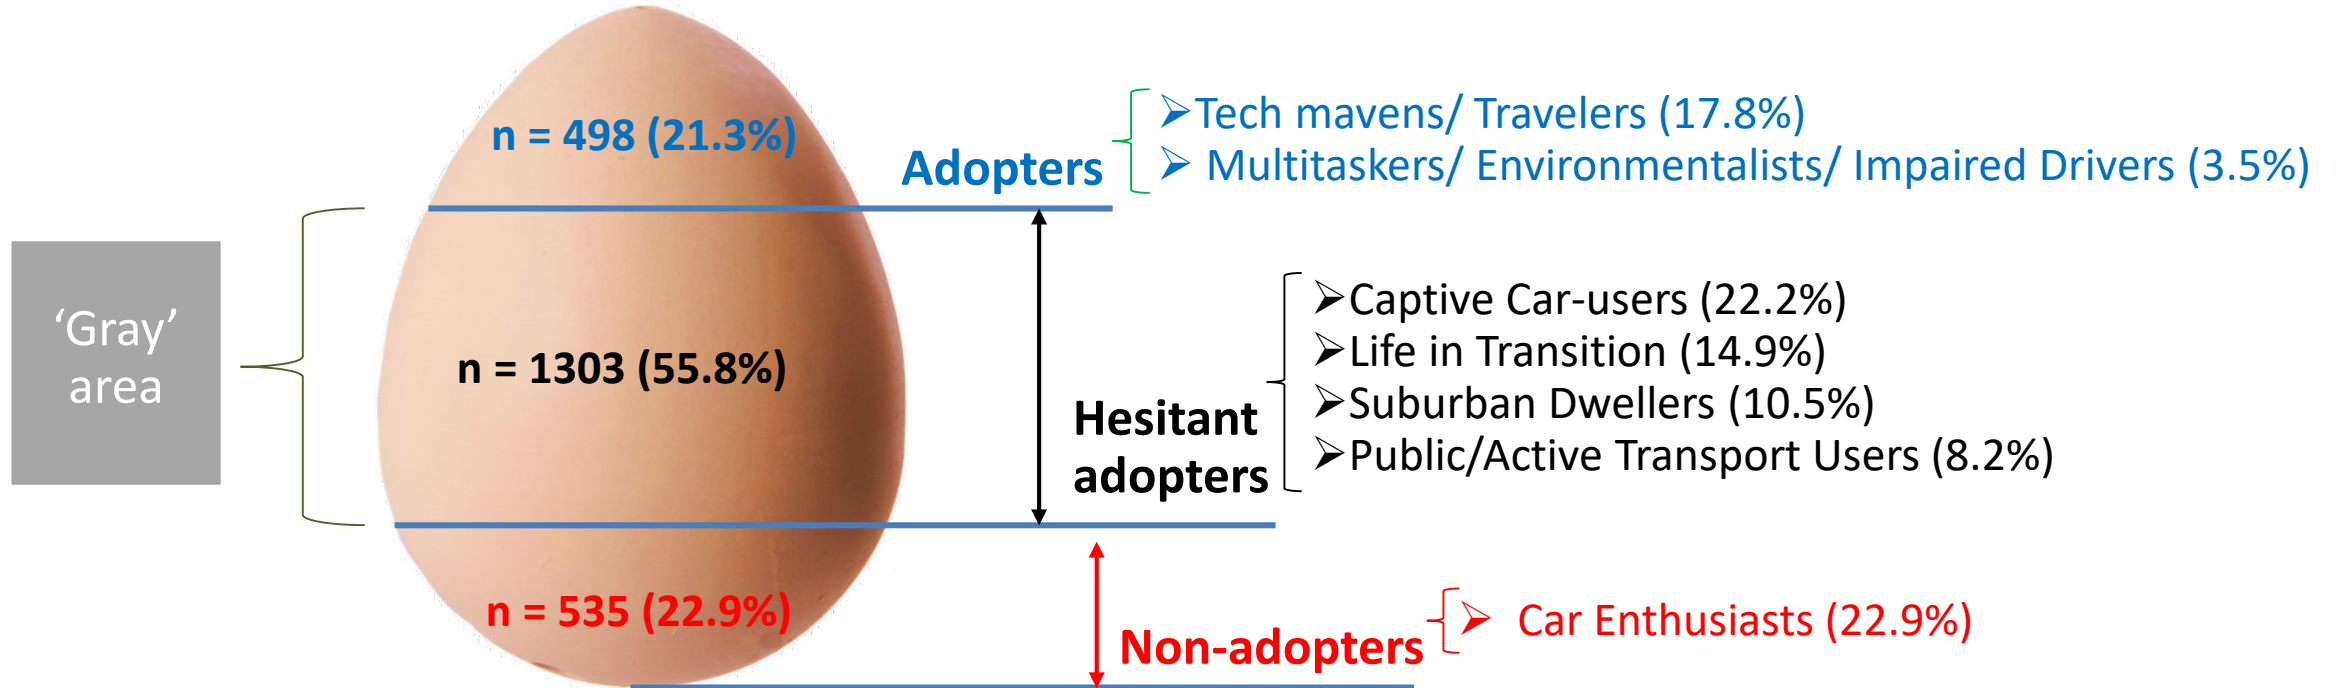 n = 498 (21.3%)
Adopters
➢Tech mavens/ Travelers (17.8%)
➢ Multitaskers/ Environmentalists/ Impaired Drivers (3.5%)
‘Gray’
area
n = 1303 (55.8%)
Hesitant
adopters
➢Captive Car-users (22.2%)
➢Life in Transition (14.9%)
➢Suburban Dwellers (10.5%)
➢Public/Active Transport Users (8.2%)
n = 535 (22.9%)
Non-adopters
➢ Car Enthusiasts (22.9%)